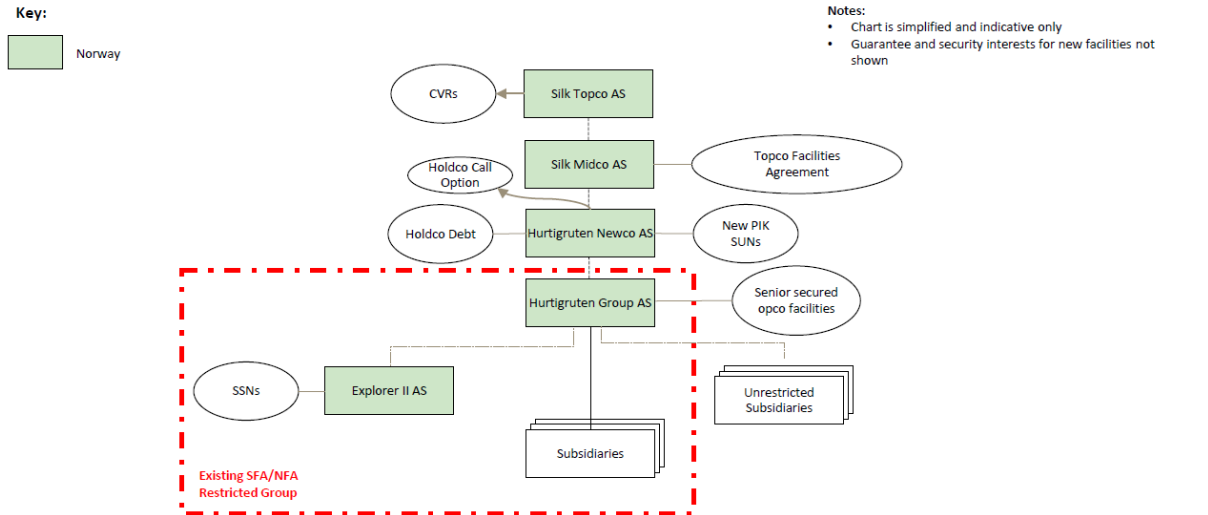 Key:
Norway
Notes:
• Chart is simplified and indicative only
• Guarantee and security interests for new facilities not
shown
CVRs
Silk Topco AS
Silk Midco AS
Topco Facilities
Agreement
Holdco Call
Option
Holdco Debt
Hurtigruten Newco AS
New PIK
SUNs
Hurtigruten Group AS
Senior secured
opco facilities
SSNs
Explorer II AS
Unrestricted
Subsidiaries
Subsidiaries
Existing SFA/NFA
Restricted Group